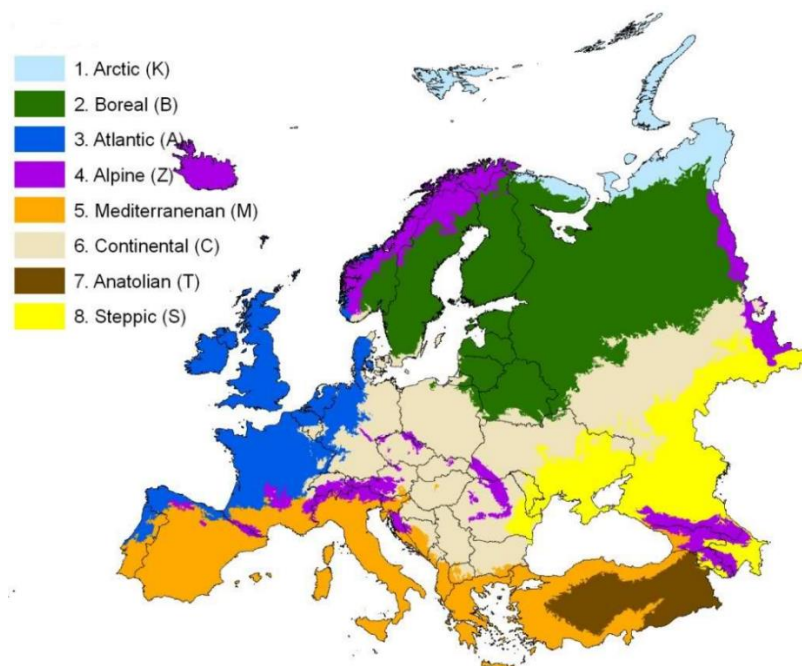 1. Arctic (K)
2. Boreal (B)
3. Atlantic (A)
4. Alpine (Z)
5. Mediterranenan (M)
6. Continental (C)
7. Anatolian (T)
8. Steppic (S)